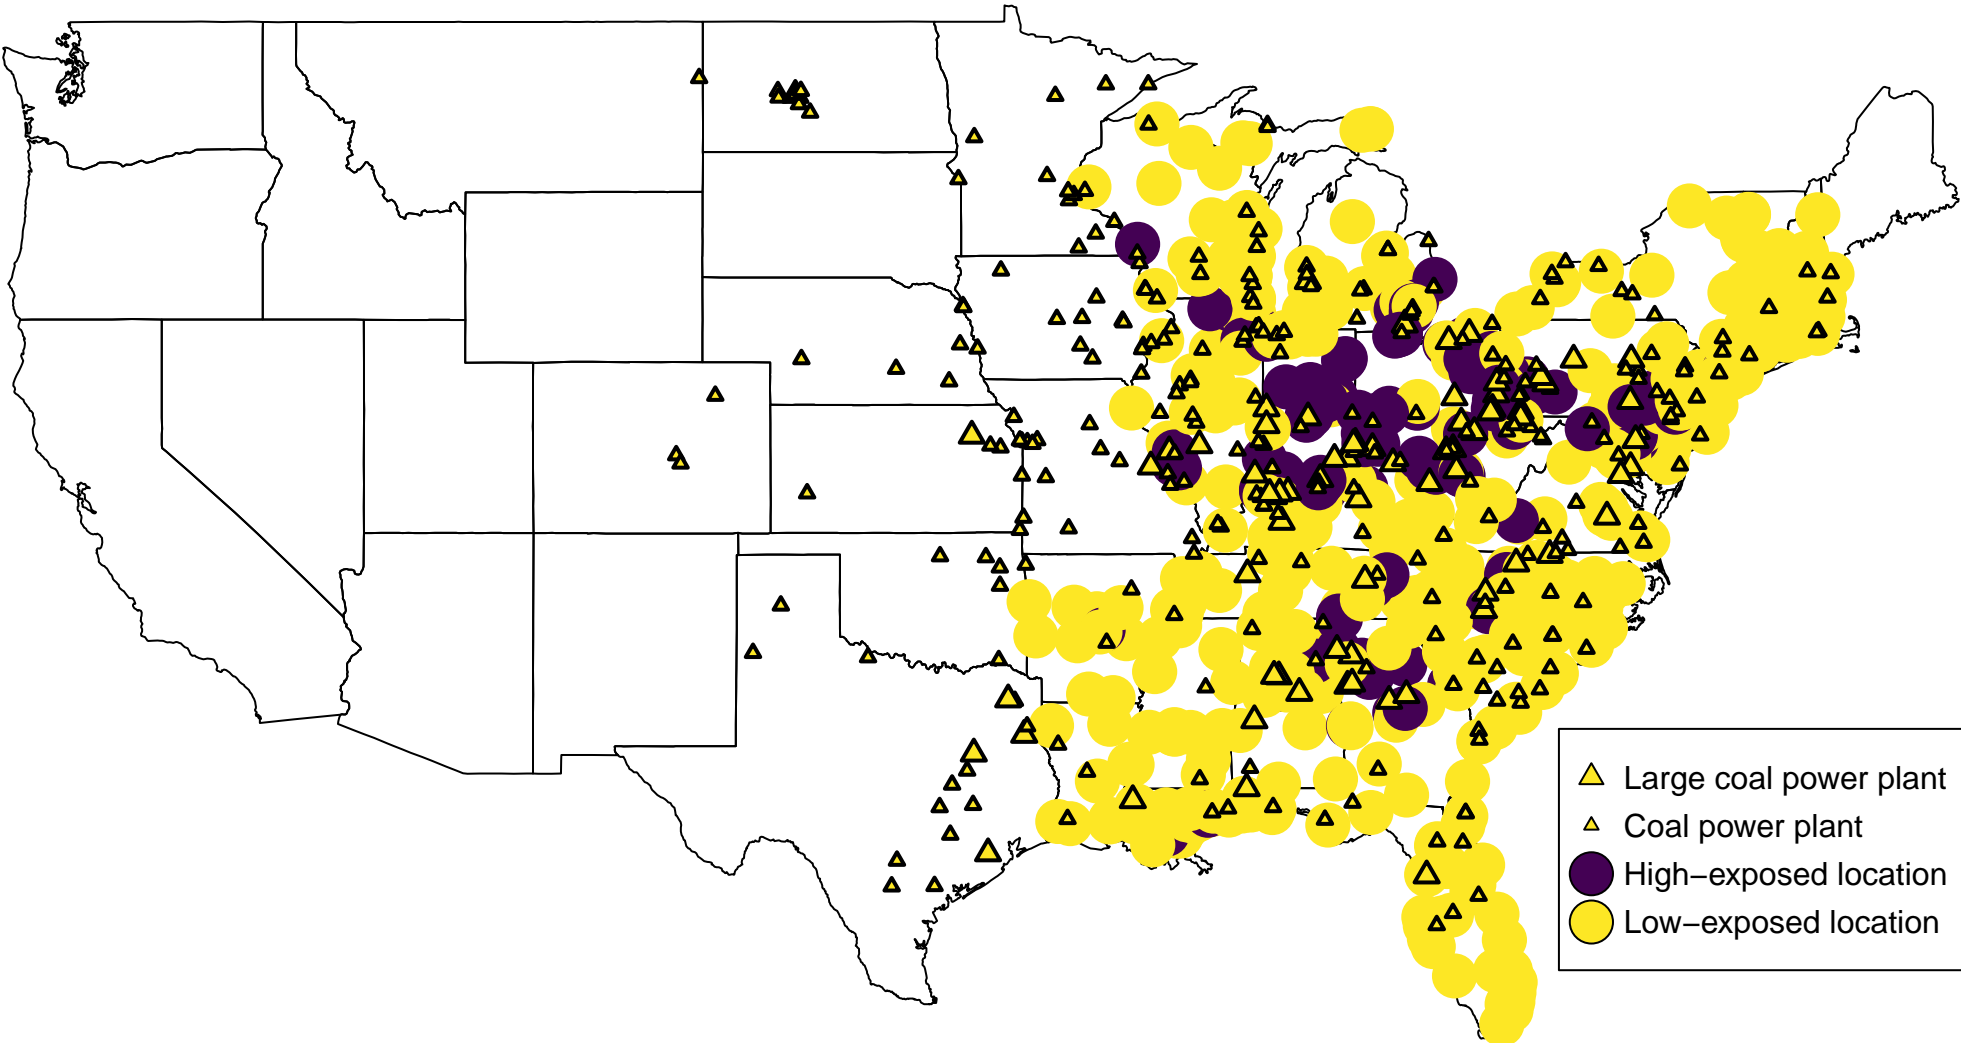 Large coal power plant
Coal power plant
High−exposed location
Low−exposed location